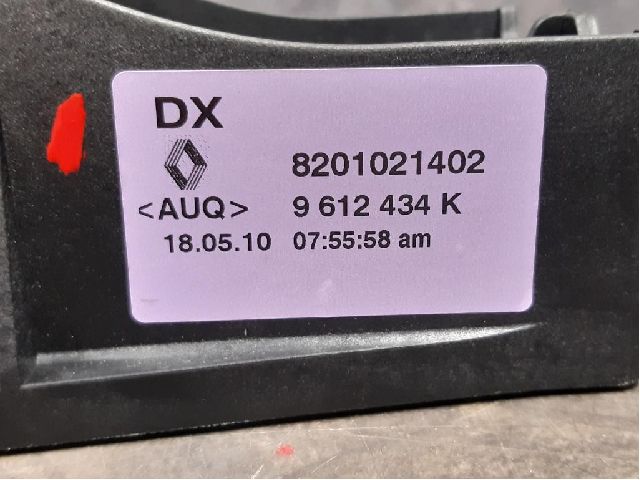 DX
8201021402
<AUQ> 9 612 434 K
18.05.10 07:55:58 am